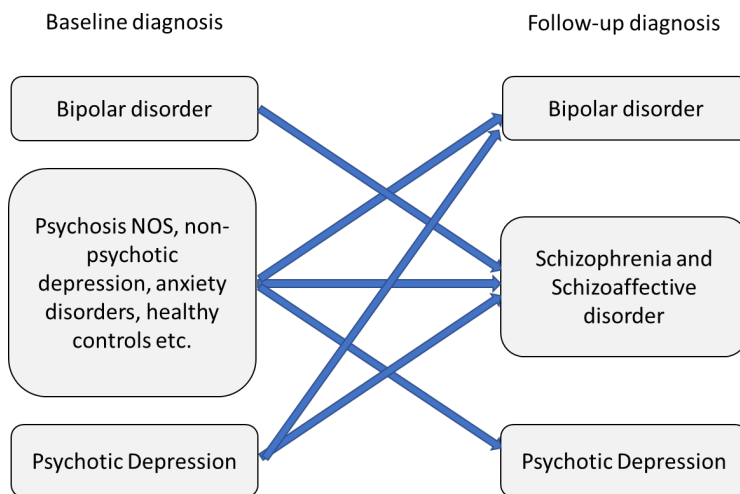 Baseline diagnosis
Follow-up diagnosis
Bipolar disorder
Bipolar disorder
Psychosis NOS, non-
psychotic
depression, anxiety
disorders, healthy
controls etc.
Schizophrenia and
Schizoaffective
disorder
Psychotic Depression
Psychotic Depression